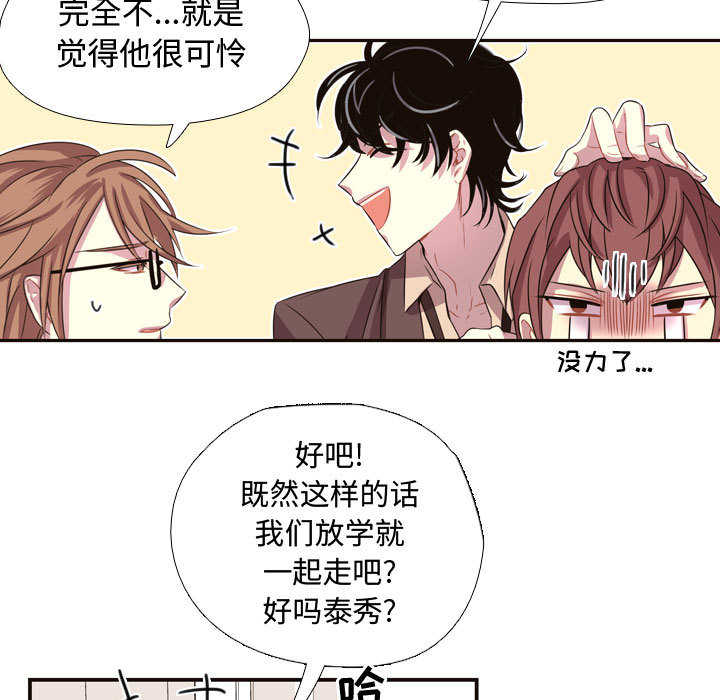 完全不...就是
觉得他很可怜
没力了...
好吧!
既然这样的话
我们放学就
一起走吧?
好吗泰秀?
哈